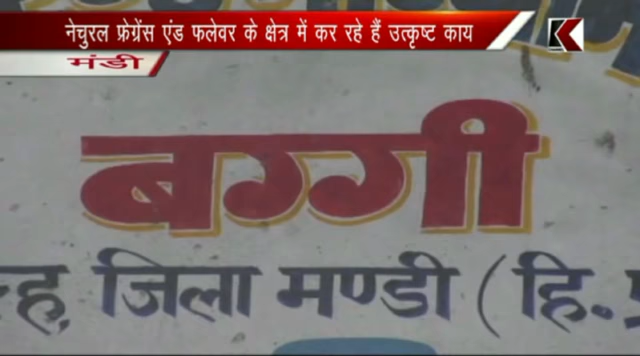 नेचुरल फ्रेग्रेंस एंड फलेवर के क्षेत्र में कर रहे हैं उत्कृष्ट काय
मंडी
बग्गी
जिला मण्डी ( हि.